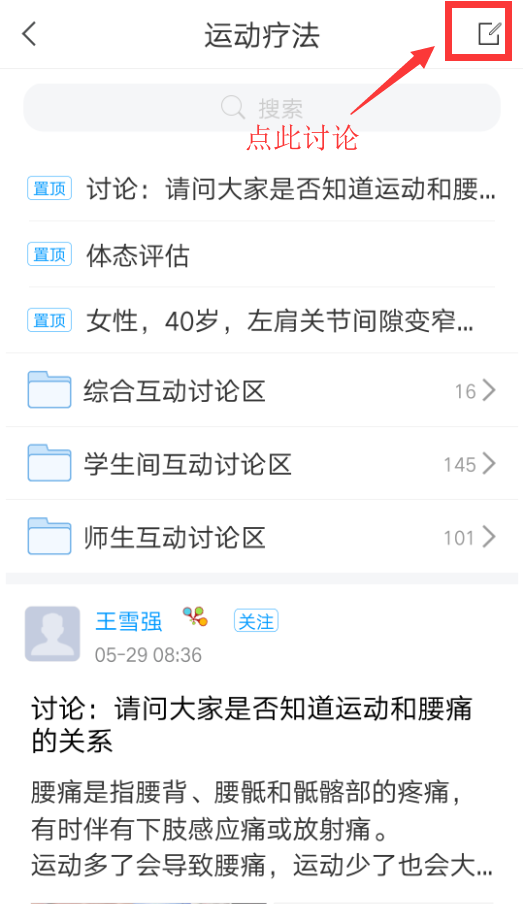 运动疗法
搜索
点此讨论
置顶 讨论：请问大家是否知道运动和腰...
置顶 体态评估
置顶 女性，40岁，左肩关节间隙变窄...
综合互动讨论区 16
学生间互动讨论区 145
师生互动讨论区 101
王雪强 关注
05-29 08:36
讨论：请问大家是否知道运动和腰痛
的关系
腰痛是指腰背、腰骶和骶髂部的疼痛，
有时伴有下肢感应痛或放射痛。
运动多了会导致腰痛，运动少了也会大...